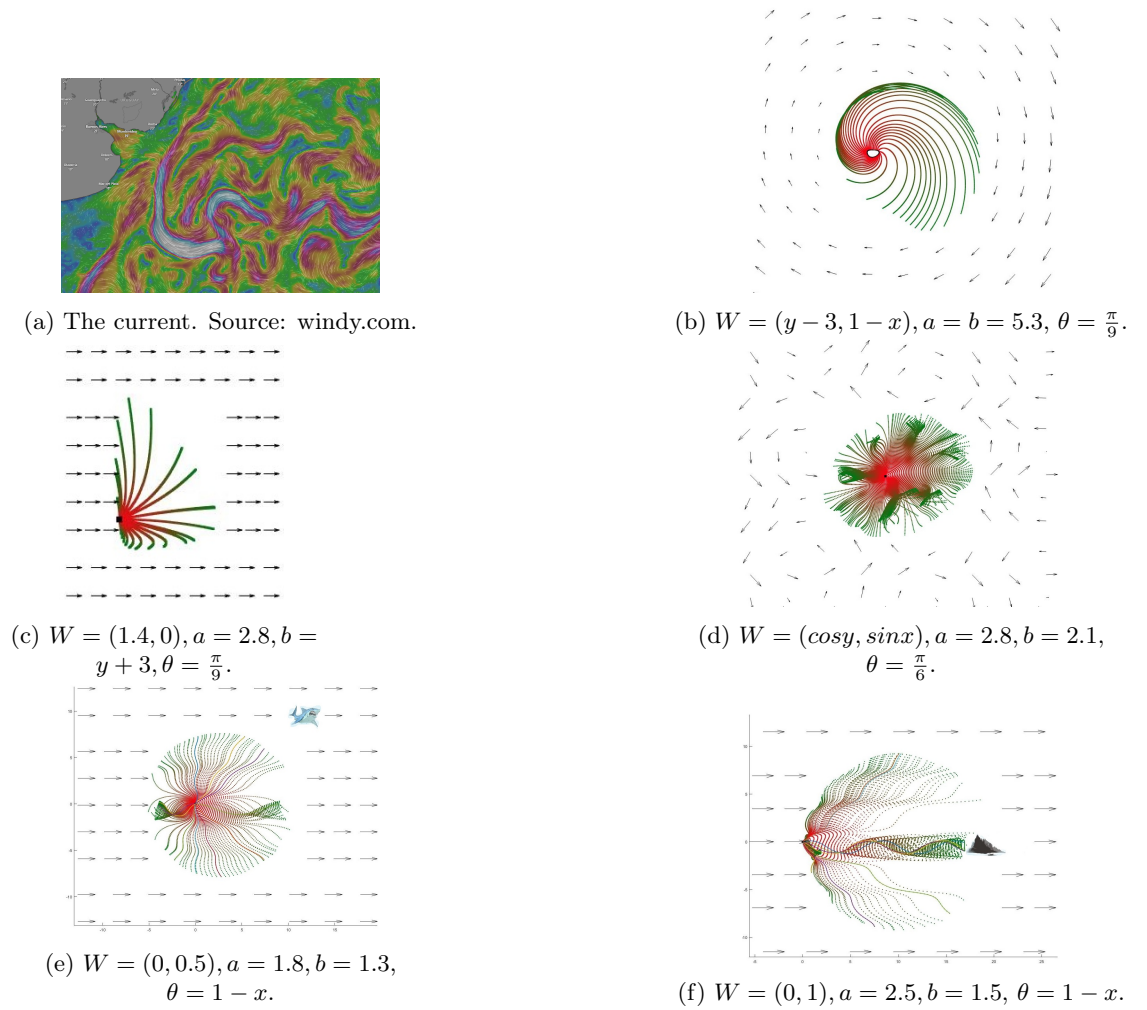 (a) The current. Source: windy.com.
(b) W = (y − 3, 1 − x), a = b = 5.3, θ = π/9.
(c) W = (1.4, 0), a = 2.8, b =
y + 3, θ = π/9.
(d) W = (cosy, sinx), a = 2.8, b = 2.1,
θ = π/6.
(e) W = (0, 0.5), a = 1.8, b = 1.3,
θ = 1 − x.
(f) W = (0, 1), a = 2.5, b = 1.5, θ = 1 − x.